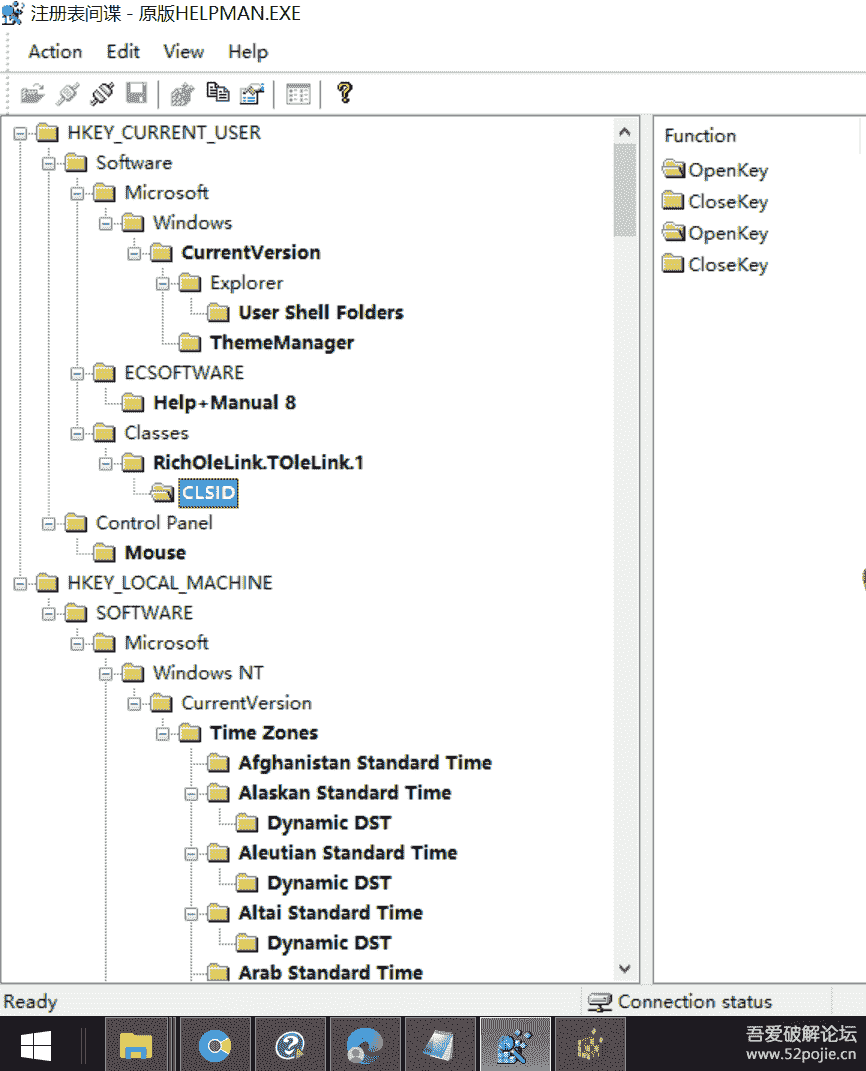 注册表间谍 - 原版HELPMAN.EXE
Action Edit View Help
HKEY_CURRENT_USER
Software
Microsoft
Windows
CurrentVersion
Explorer
User Shell Folders
ThemeManager
ECSOFTWARE
Help+Manual 8
Classes
RichOleLink.TOleLink.1
CLSID
Control Panel
Mouse
HKEY_LOCAL_MACHINE
SOFTWARE
Microsoft
Windows NT
CurrentVersion
Time Zones
Afghanistan Standard Time
Alaskan Standard Time
Dynamic DST
Aleutian Standard Time
Dynamic DST
Altai Standard Time
Dynamic DST
Arab Standard Time
Function
OpenKey
CloseKey
OpenKey
CloseKey
Ready
Connection status
吾爱破解论坛
www.52pojie.cn